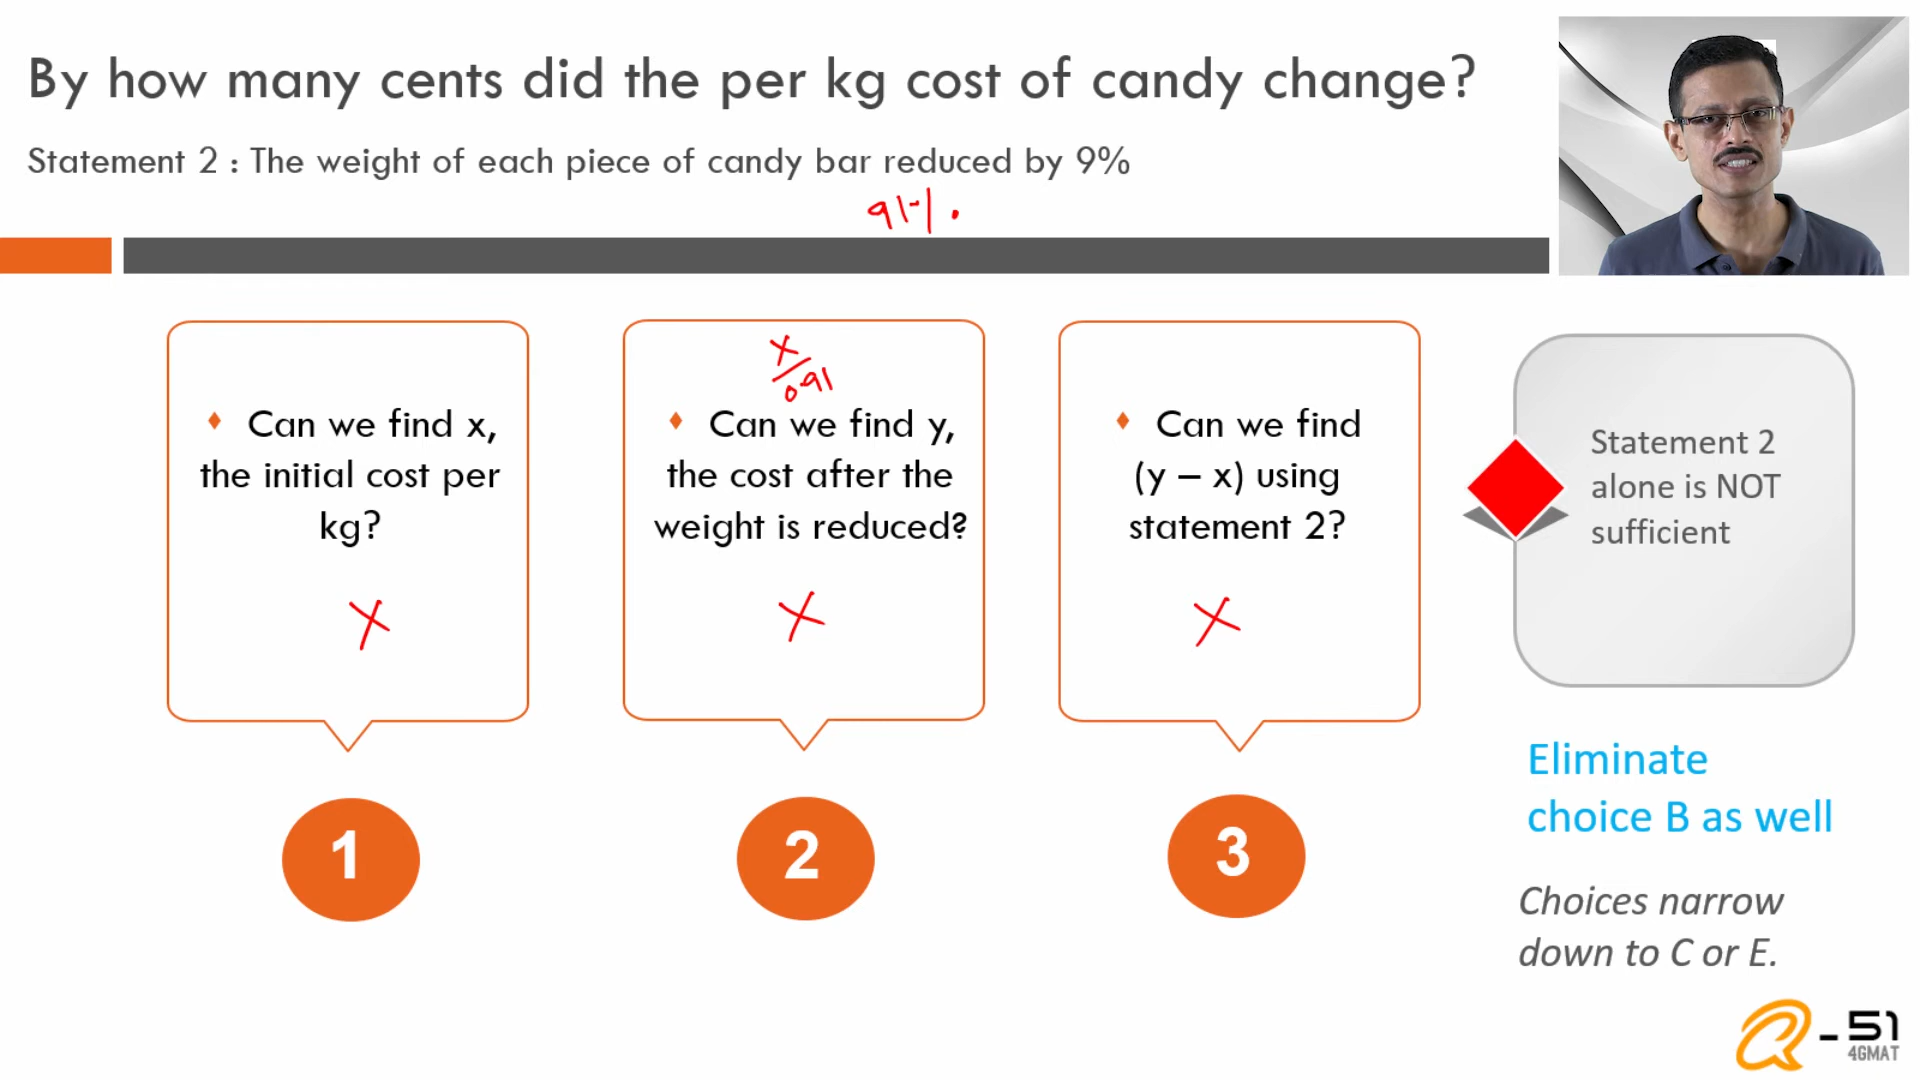 By how many cents did the per kg cost of candy change?
Statement 2 : The weight of each piece of candy bar reduced by 9%
91%.
Can we find x,
the initial cost per
kg?
X
x/0.91
Can we find y,
the cost after the
weight is reduced?
X
Can we find
(y – x) using
statement 2?
X
Statement 2
alone is NOT
sufficient
1
2
3
Eliminate
choice B as well
Choices narrow
down to C or E.
Q-51
4GMAT